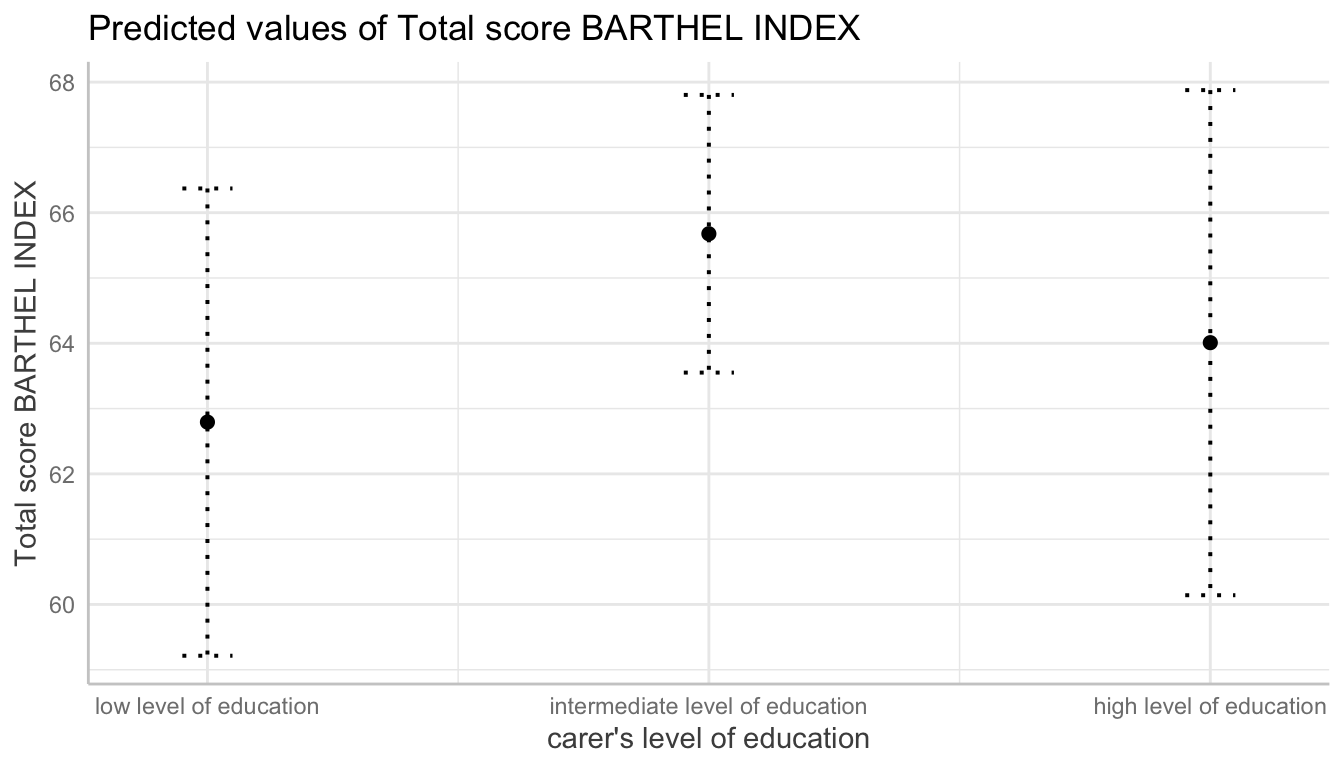 Predicted values of Total score BARTHEL INDEX
Total score BARTHEL INDEX
68
66
64
62
60
low level of education
intermediate level of education
high level of education
carer's level of education